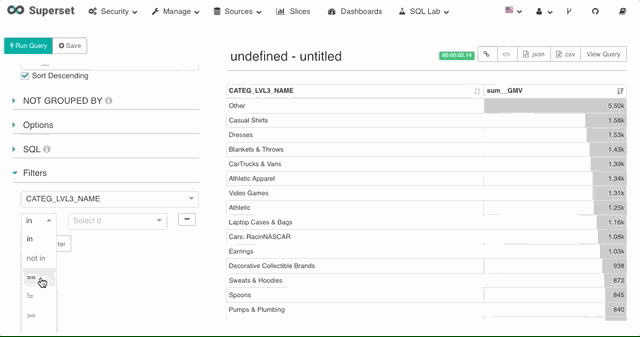 Superset Security Manage Sources Slices Dashboards SQL Lab
Run Query Save
Sort Descending
NOT GROUPED BY
Options
SQL
Filters
CATEG_LVL3_NAME
in Select 0
in
not in
==
!=
>=
ter
undefined - untitled
00:00:02.14 .json .csv View Query
CATEG_LVL3_NAME sum__GMV
Other 5.50k
Casual Shirts 1.58k
Dresses 1.53k
Blankets & Throws 1.43k
CarTrucks & Vans 1.39k
Athletic Apparel 1.34k
Video Games 1.31k
Athletic 1.25k
Laptop Cases & Bags 1.16k
Cars: RacinNASCAR 1.08k
Earrings 1.03k
Decorative Collectible Brands 938
Sweats & Hoodies 872
Spoons 845
Pumps & Plumbing 840